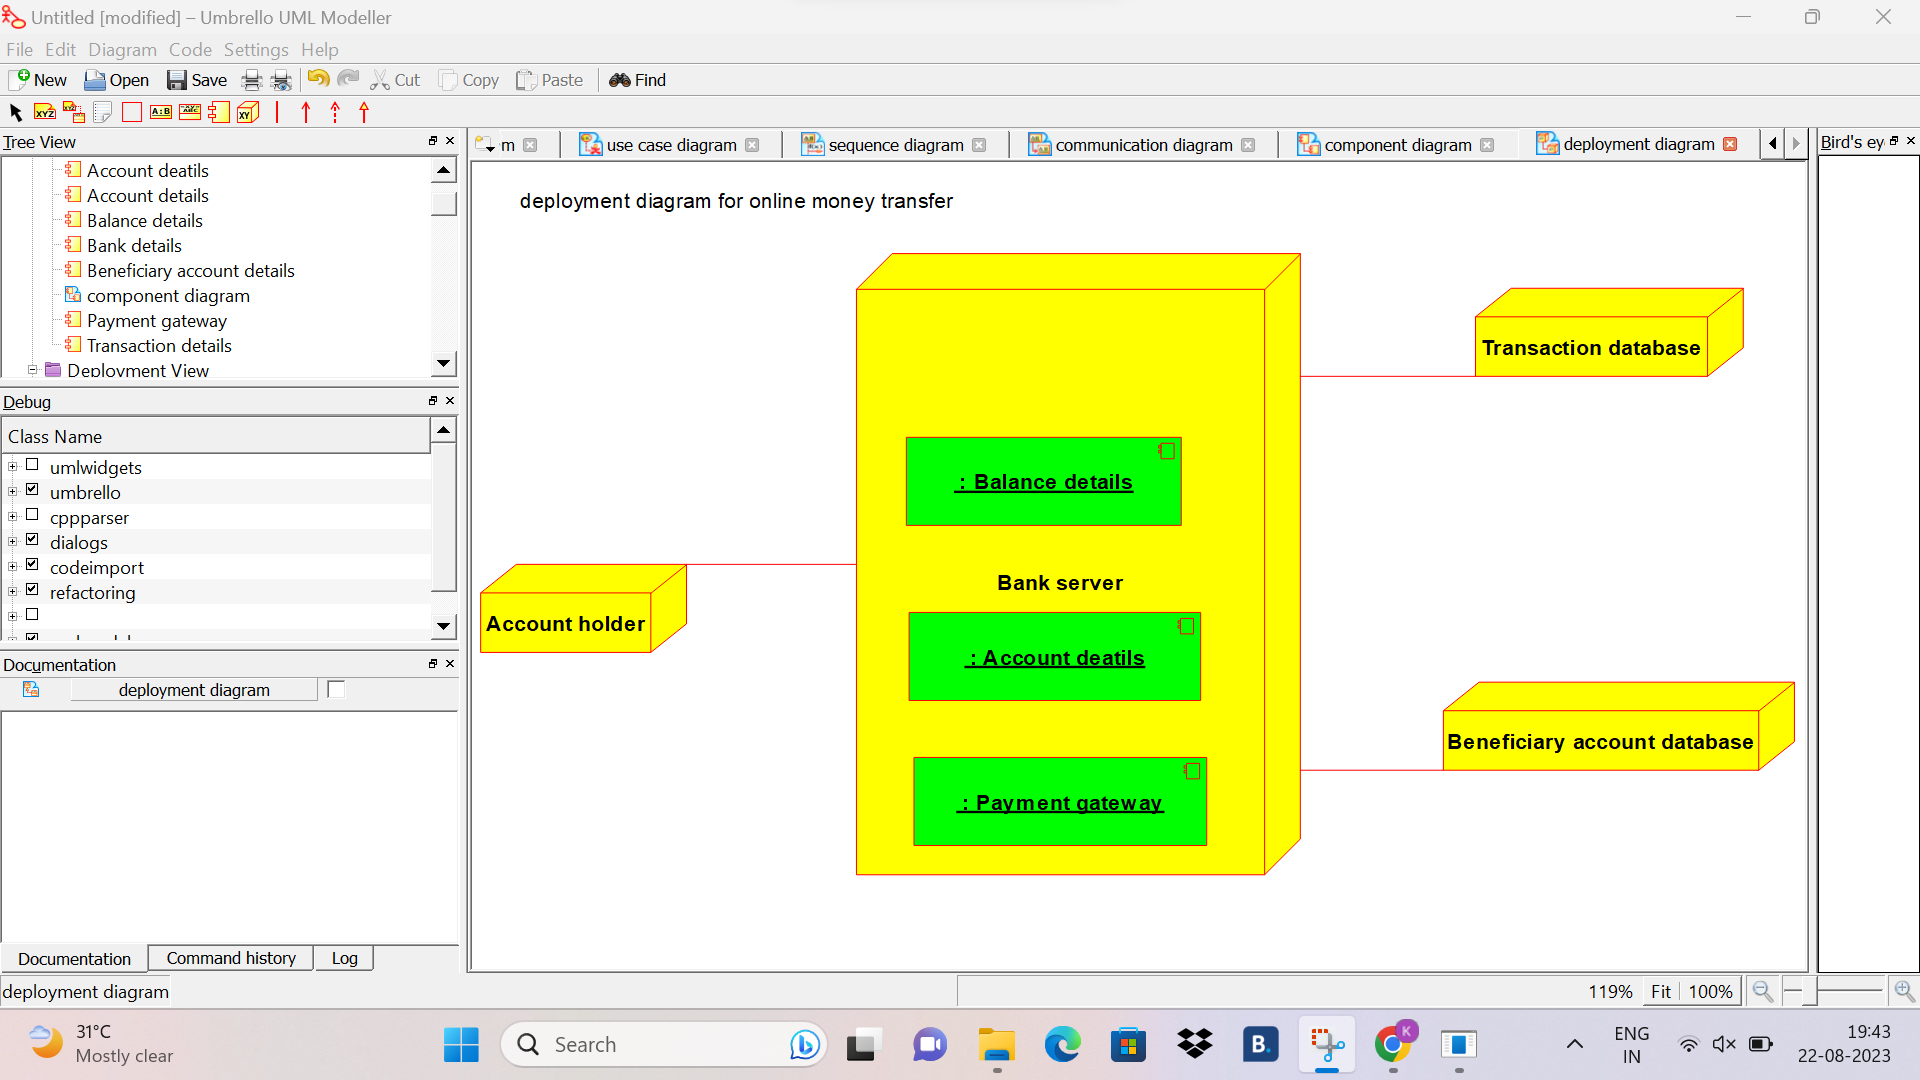 Untitled [modified] – Umbrello UML Modeller
File Edit Diagram Code Settings Help
New Open Save Cut Copy Paste Find
XYZ XYZ A:B XYZ ABC XY
Tree View
m use case diagram sequence diagram communication diagram component diagram deployment diagram
Bird's ey
Account deatils
Account details
Balance details
Bank details
Beneficiary account details
component diagram
Payment gateway
Transaction details
Deployment View
Debug
Class Name
umlwidgets
umbrello
cppparser
dialogs
codeimport
refactoring
Documentation
deployment diagram
Documentation Command history Log
deployment diagram for online money transfer
Transaction database
: Balance details
Bank server
Account holder
: Account deatils
Beneficiary account database
: Payment gateway
deployment diagram
119% Fit 100%
31°C
Mostly clear
Search
B.
K
ENG
IN
19:43
22-08-2023